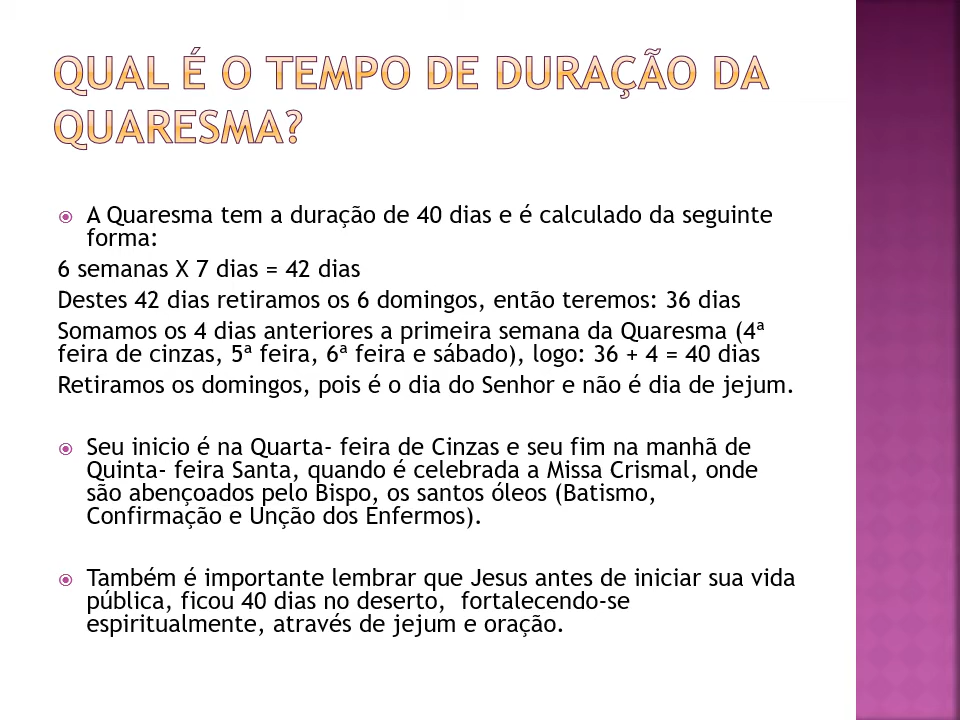 QUAL É O TEMPO DE DURAÇÃO DA
QUARESMA?
A Quaresma tem a duração de 40 dias e é calculado da seguinte
forma:
6 semanas X 7 dias = 42 dias
Destes 42 dias retiramos os 6 domingos, então teremos: 36 dias
Somamos os 4 dias anteriores a primeira semana da Quaresma (4ª
feira de cinzas, 5ª feira, 6ª feira e sábado), logo: 36 + 4 = 40 dias
Retiramos os domingos, pois é o dia do Senhor e não é dia de jejum.
Seu inicio é na Quarta- feira de Cinzas e seu fim na manhã de
Quinta- feira Santa, quando é celebrada a Missa Crismal, onde
são abençoados pelo Bispo, os santos óleos (Batismo,
Confirmação e Unção dos Enfermos).
Também é importante lembrar que Jesus antes de iniciar sua vida
pública, ficou 40 dias no deserto,  fortalecendo-se
espiritualmente, através de jejum e oração.